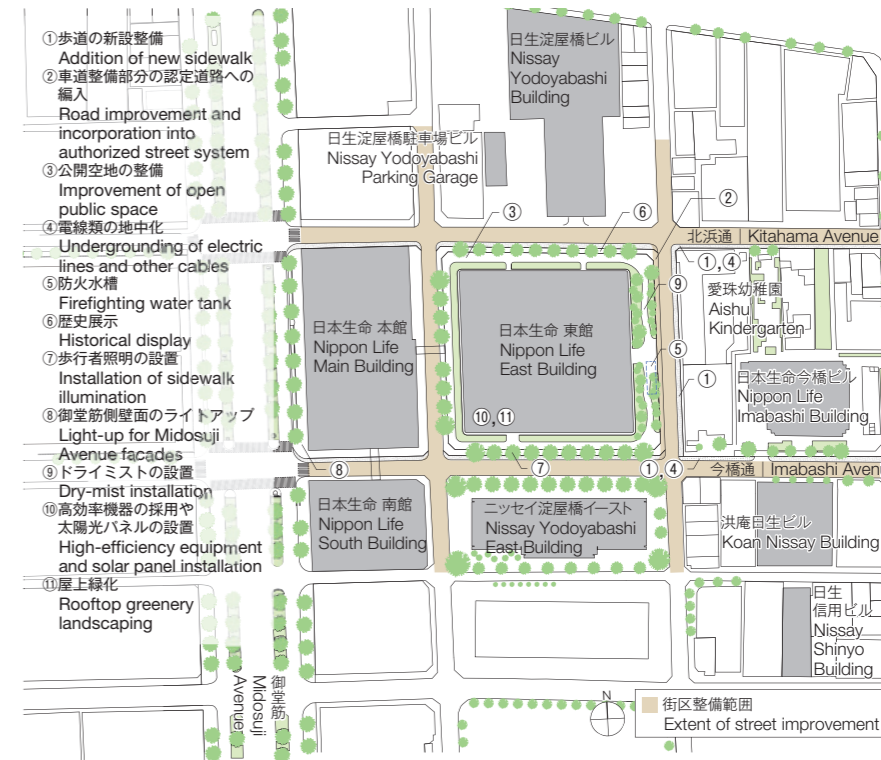 ①歩道の新設整備
Addition of new sidewalk
②車道整備部分の認定道路への
編入
Road improvement and
incorporation into
authorized street system
③公開空地の整備
Improvement of open
public space
④電線類の地中化
Undergrounding of electric
lines and other cables
⑤防火水槽
Firefighting water tank
⑥歴史展示
Historical display
⑦歩行者照明の設置
Installation of sidewalk
illumination
⑧御堂筋側壁面のライトアップ
Light-up for Midosuji
Avenue facades
⑨ドライミストの設置
Dry-mist installation
⑩高効率機器の採用や
太陽光パネルの設置
High-efficiency equipment
and solar panel installation
⑪屋上緑化
Rooftop greenery
landscaping
日生淀屋橋ビル
Nissay
Yodoyabashi
Building
日生淀屋橋駐車場ビル
Nissay Yodoyabashi
Parking Garage
②
③
⑥
北浜通 | Kitahama Avenue
①,④
⑨
愛珠幼稚園
Aishu
Kindergarten
日本生命 本館
Nippon Life
Main Building
日本生命 東館
Nippon Life
East Building
⑤
①
日本生命今橋ビル
Nippon Life
Imabashi Building
⑩,⑪
⑧
⑦
①,④
今橋通 | Imabashi Avenu
日本生命 南館
Nippon Life
South Building
ニッセイ淀屋橋イースト
Nissay Yodoyabashi
East Building
洪庵日生ビル
Koan Nissay Building
日生
信用ビル
Nissay
Shinyo
Building
御堂筋
Midosuji
Avenue
N
街区整備範囲
Extent of street improvement